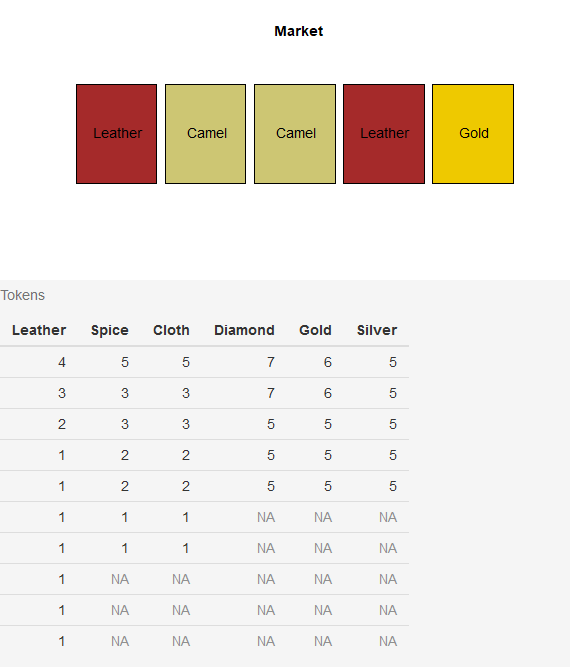 Market
Leather Camel Camel Leather Gold
Tokens
Leather Spice Cloth Diamond Gold Silver
4 5 5 7 6 5
3 3 3 7 6 5
2 3 3 5 5 5
1 2 2 5 5 5
1 2 2 5 5 5
1 1 1 NA NA NA
1 1 1 NA NA NA
1 NA NA NA NA NA
1 NA NA NA NA NA
1 NA NA NA NA NA